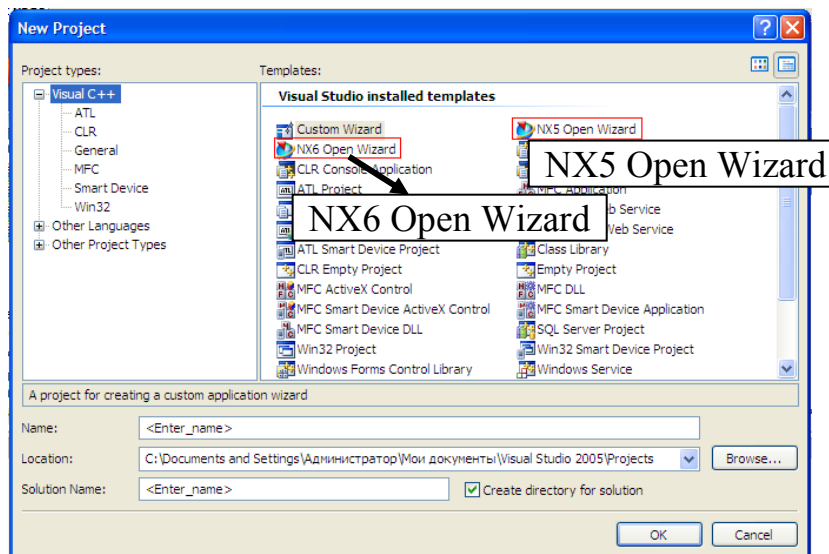 New Project
Project types:
Templates:
Visual C++
ATL
CLR
General
MFC
Smart Device
Win32
Other Languages
Other Project Types
Visual Studio installed templates
Custom Wizard
NX5 Open Wizard
NX6 Open Wizard
CLR Console Application
NX5 Open Wizard
ATL Project
MFC Application
NX6 Open Wizard
b Service
Web Service
ATL Smart Device Project
Class Library
CLR Empty Project
Empty Project
MFC ActiveX Control
MFC DLL
MFC Smart Device ActiveX Control
MFC Smart Device Application
MFC Smart Device DLL
SQL Server Project
Win32 Project
Win32 Smart Device Project
Windows Forms Control Library
Windows Service
A project for creating a custom application wizard
Name:
<Enter_name>
Location:
C:\Documents and Settings\Администратор\Мои документы\Visual Studio 2005\Projects
Browse...
Solution Name:
<Enter_name>
Create directory for solution
OK
Cancel